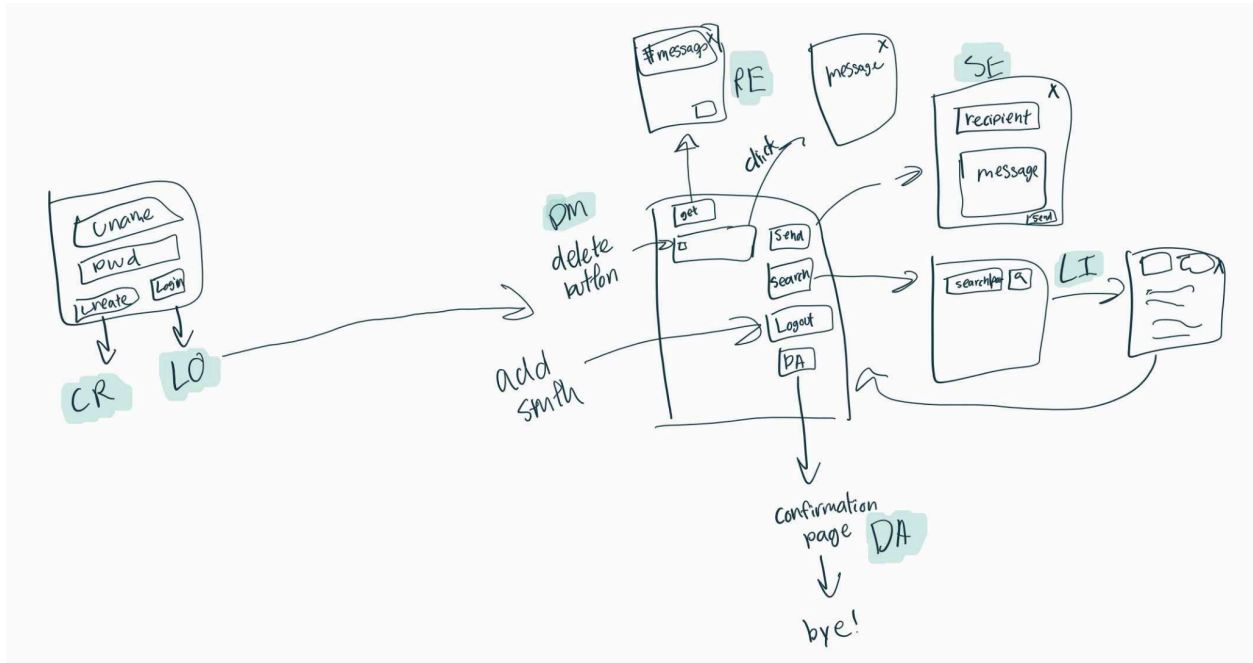 uname
pwd
create
Login
CR
LO
DM
delete
button
add
smth
#message
X
RE
click
message
X
SE
X
recipient
message
send
get
Send
search
Logout
DA
LI
X
confirmation
page
DA
bye!